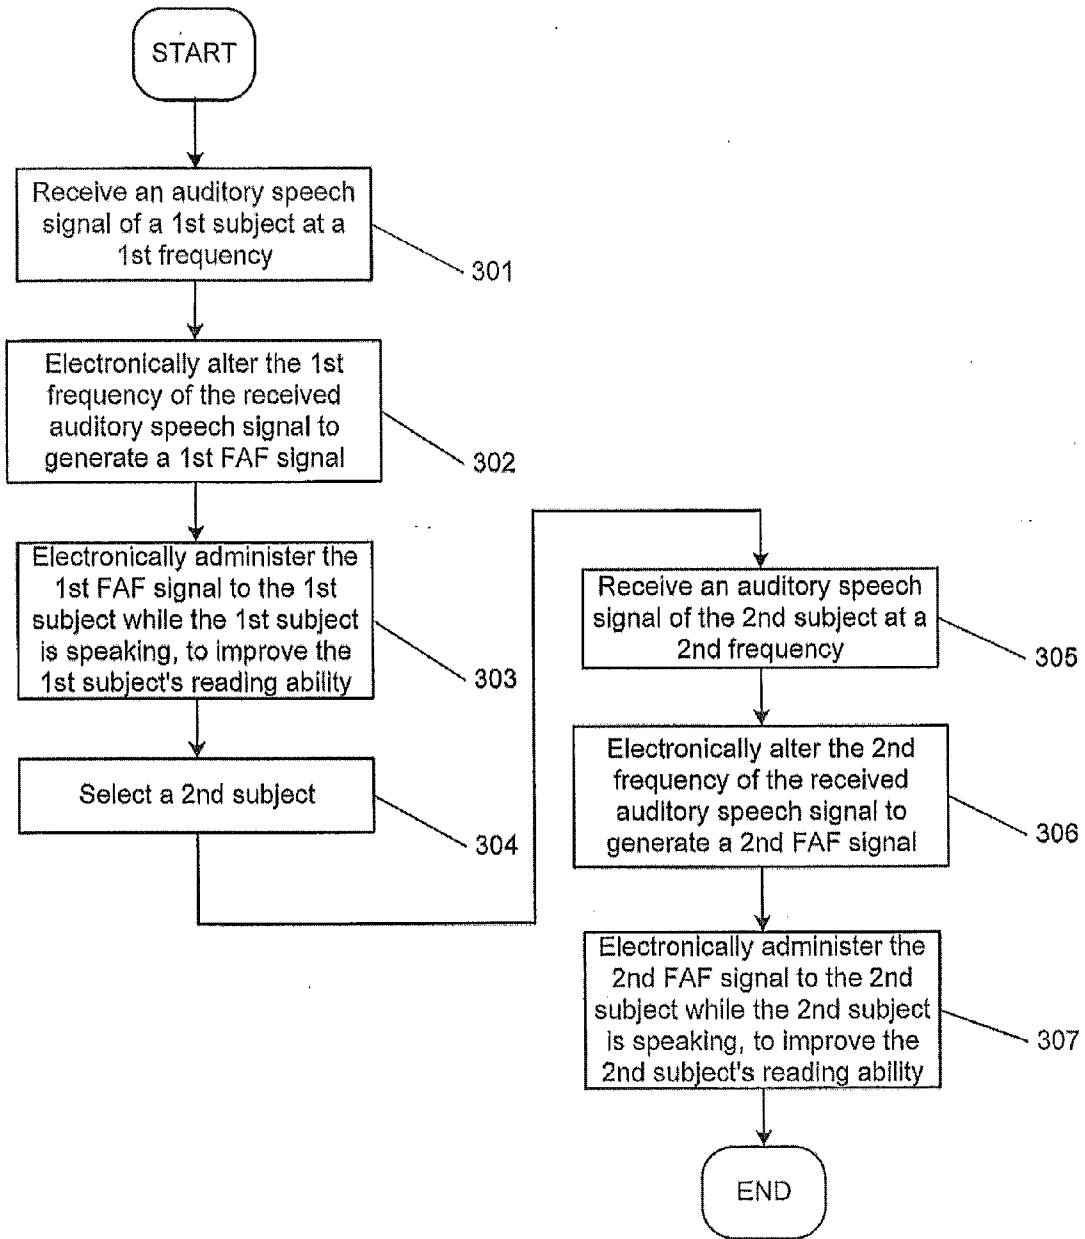 START
Receive an auditory speech
signal of a 1st subject at a
1st frequency
301
Electronically alter the 1st
frequency of the received
auditory speech signal to
generate a 1st FAF signal
302
Electronically administer the
1st FAF signal to the 1st
subject while the 1st subject
is speaking, to improve the
1st subject's reading ability
303
Select a 2nd subject
304
Receive an auditory speech
signal of the 2nd subject at a
2nd frequency
305
Electronically alter the 2nd
frequency of the received
auditory speech signal to
generate a 2nd FAF signal
306
Electronically administer the
2nd FAF signal to the 2nd
subject while the 2nd subject
is speaking, to improve the
2nd subject's reading ability
307
END